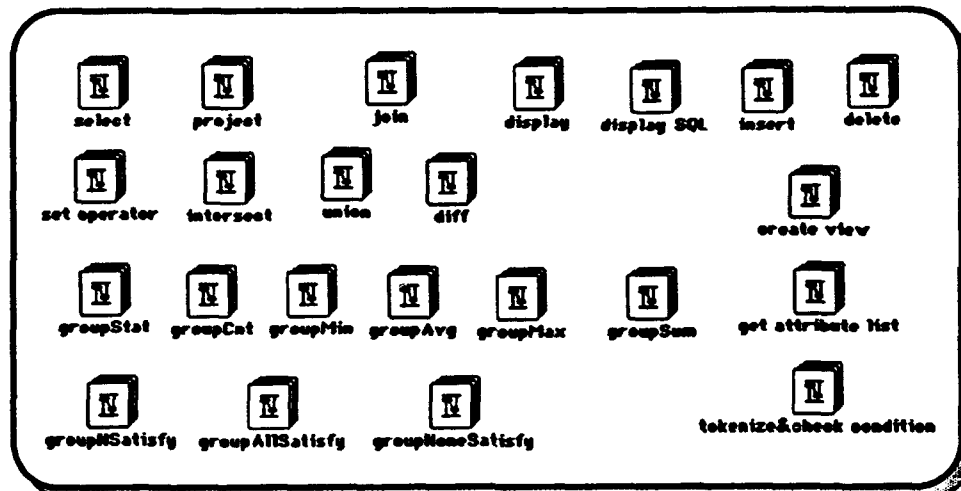 select project join display display SQL insert delete
set operator intersect union diff create view
groupStat groupCnt groupMin groupAvg groupMax groupSum get attribute list
groupNSatisfy groupAllSatisfy groupNoneSatisfy tokenize&check condition